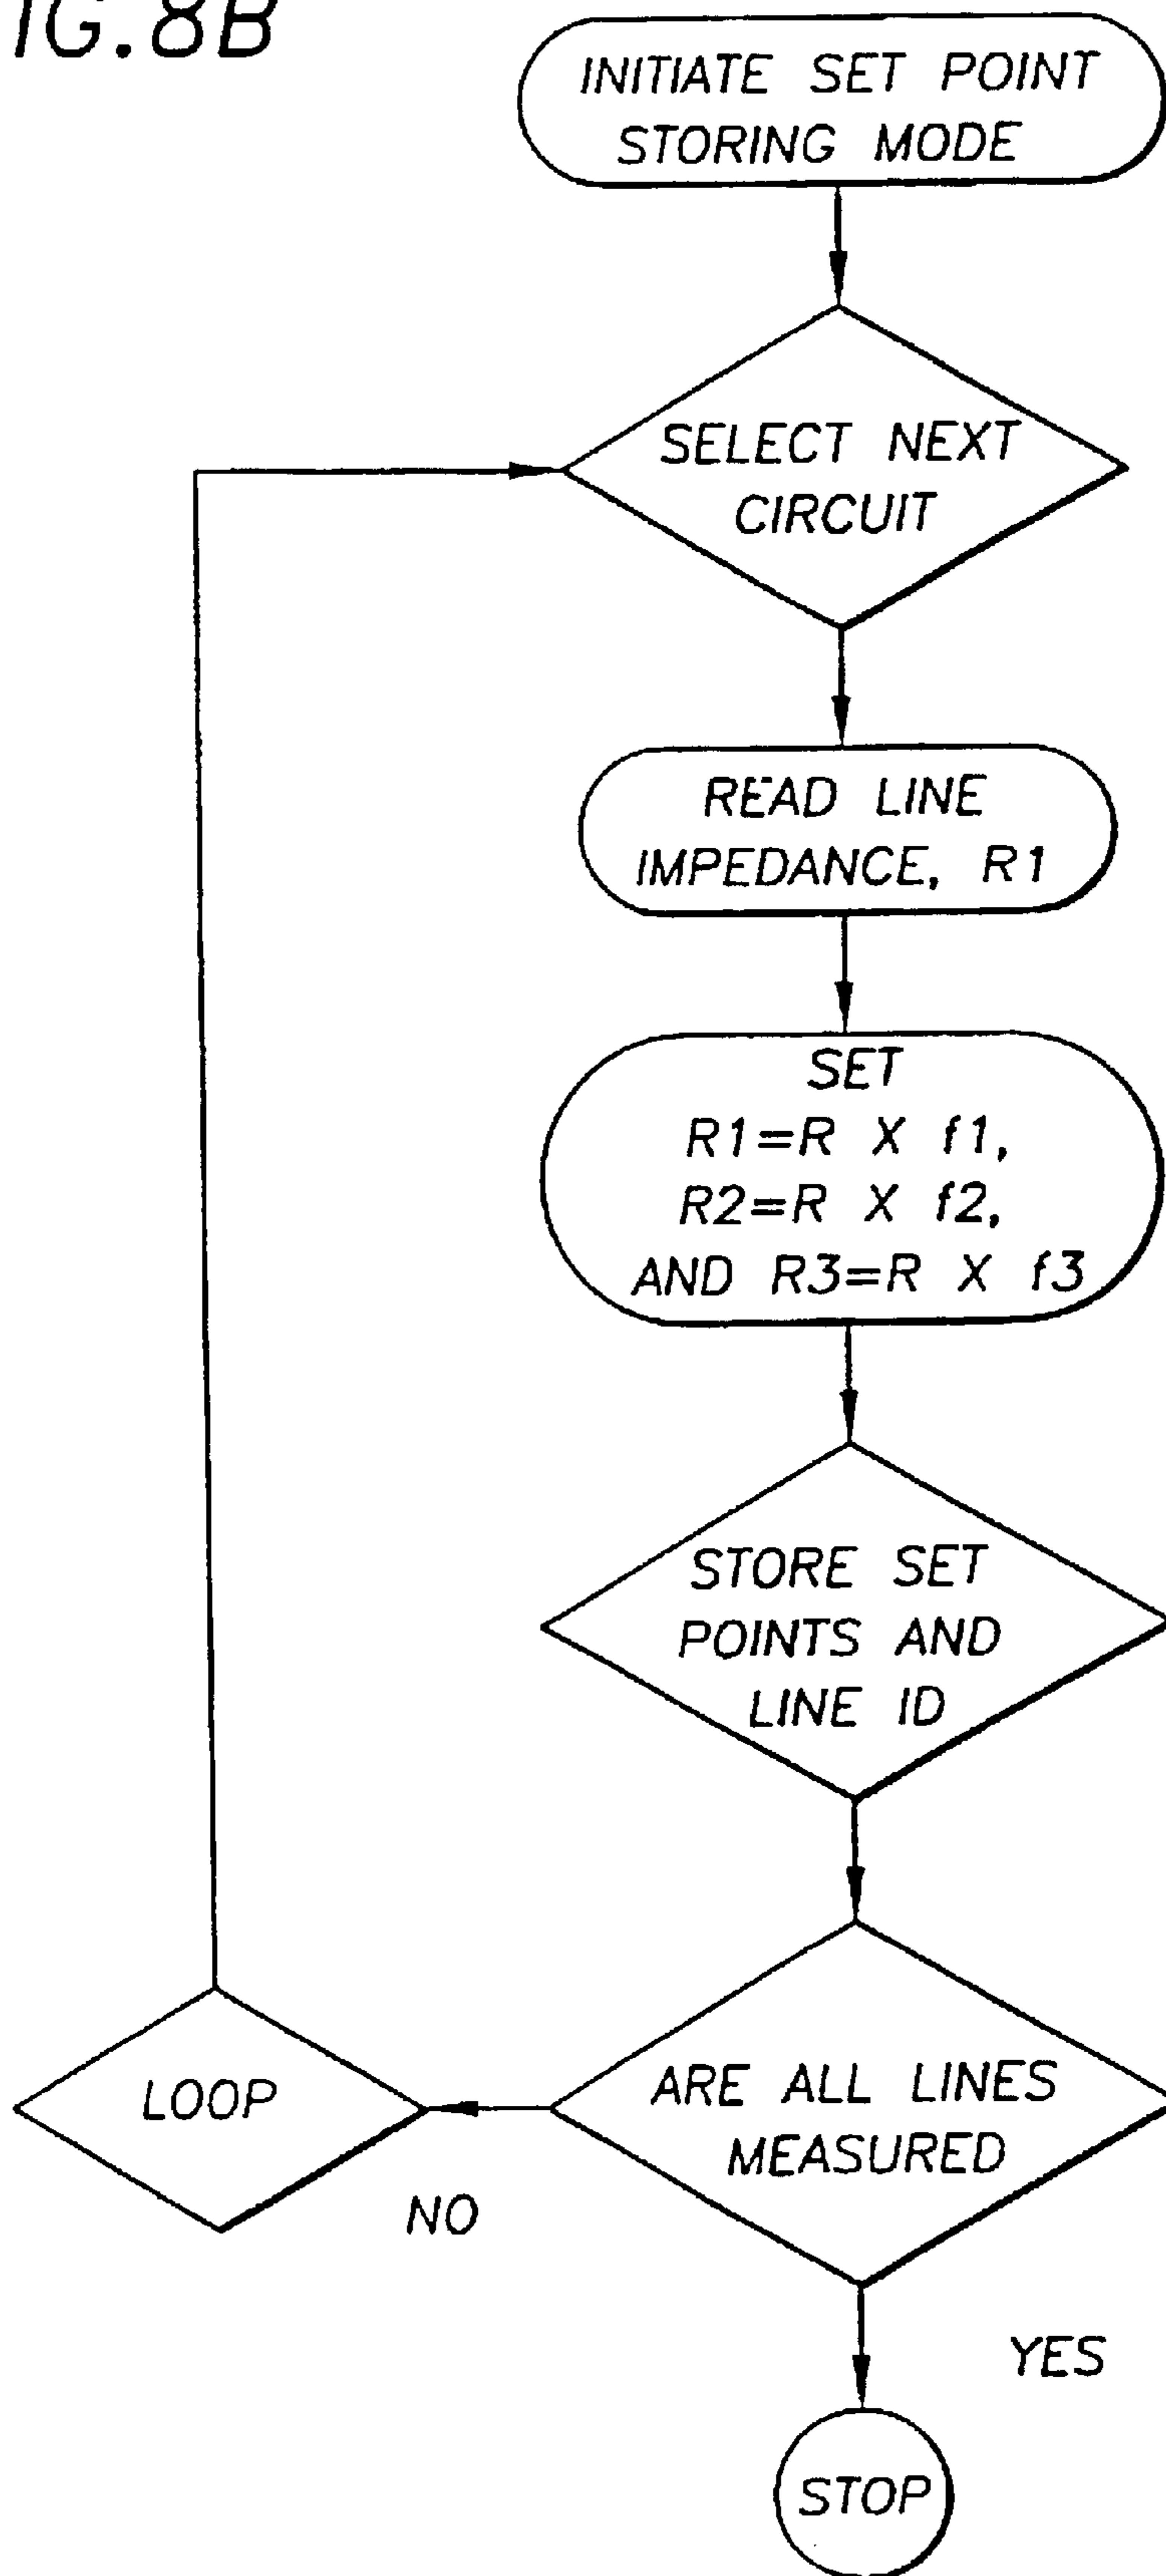 IG.8B
INITIATE SET POINT
STORING MODE
SELECT NEXT
CIRCUIT
READ LINE
IMPEDANCE, R1
SET
R1=R X f1,
R2=R X f2,
AND R3=R X f3
STORE SET
POINTS AND
LINE ID
ARE ALL LINES
MEASURED
LOOP
NO
YES
STOP